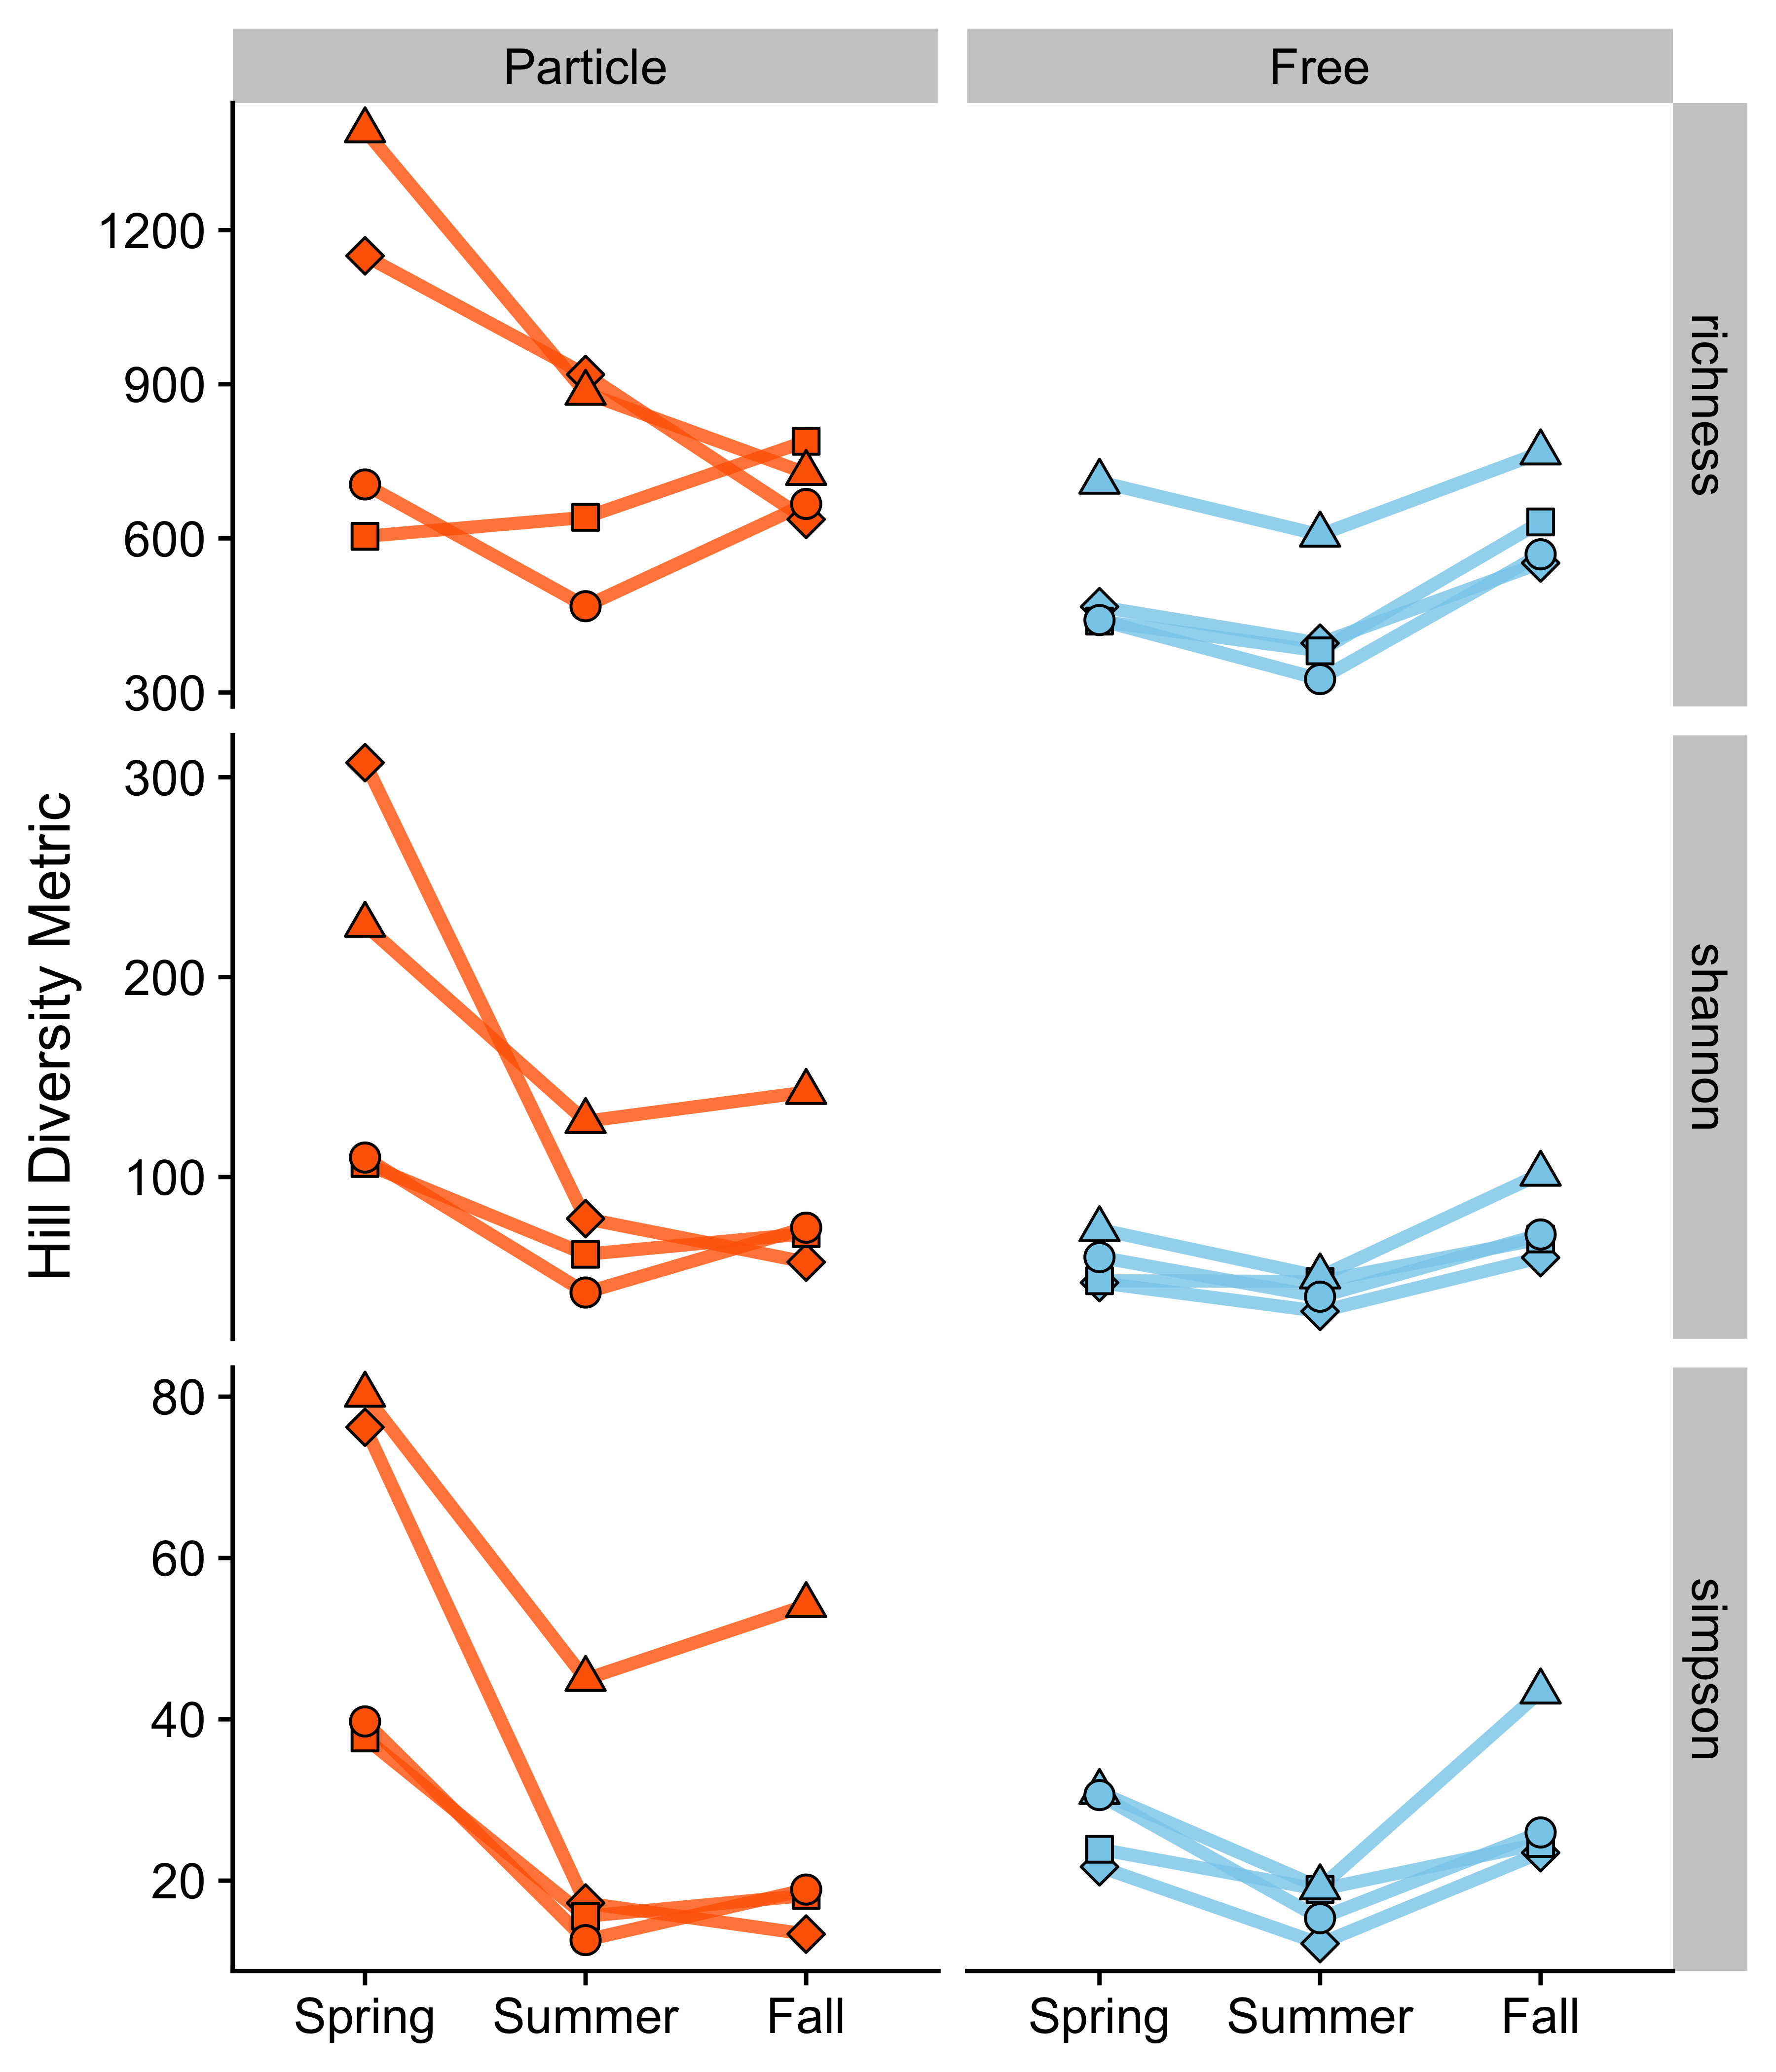 Particle
Free
1200
900
600
300
richness
Hill Diversity Metric
300
200
100
shannon
80
60
40
20
simpson
Spring Summer Fall
Spring Summer Fall